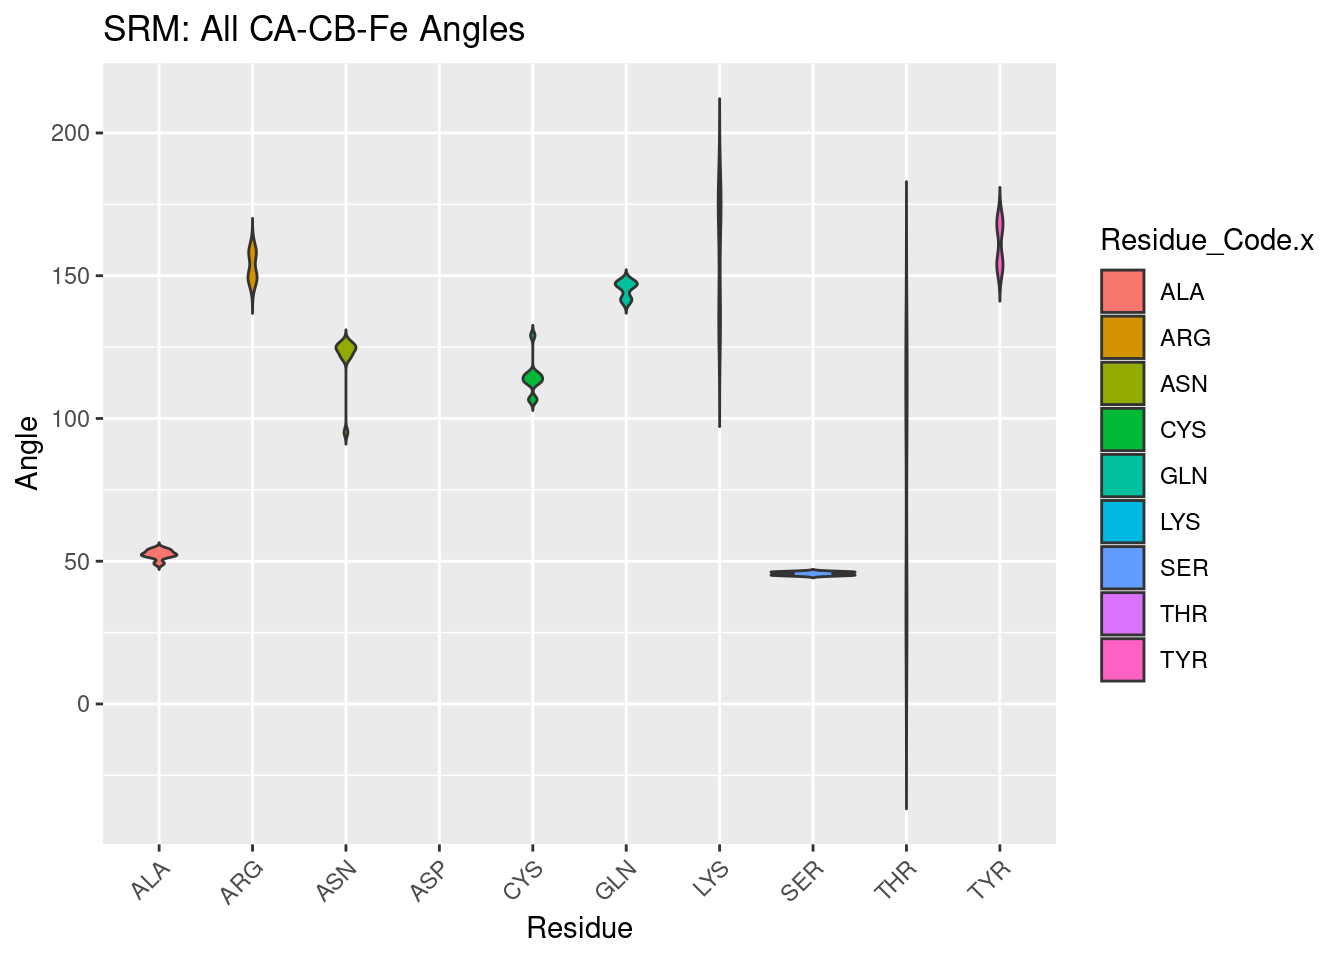 SRM: All CA-CB-Fe Angles
200
150
100
50
0
Angle
ALA
ARG
ASN
ASP
CYS
GLN
LYS
SER
THR
TYR
Residue
Residue_Code.x
ALA
ARG
ASN
CYS
GLN
LYS
SER
THR
TYR